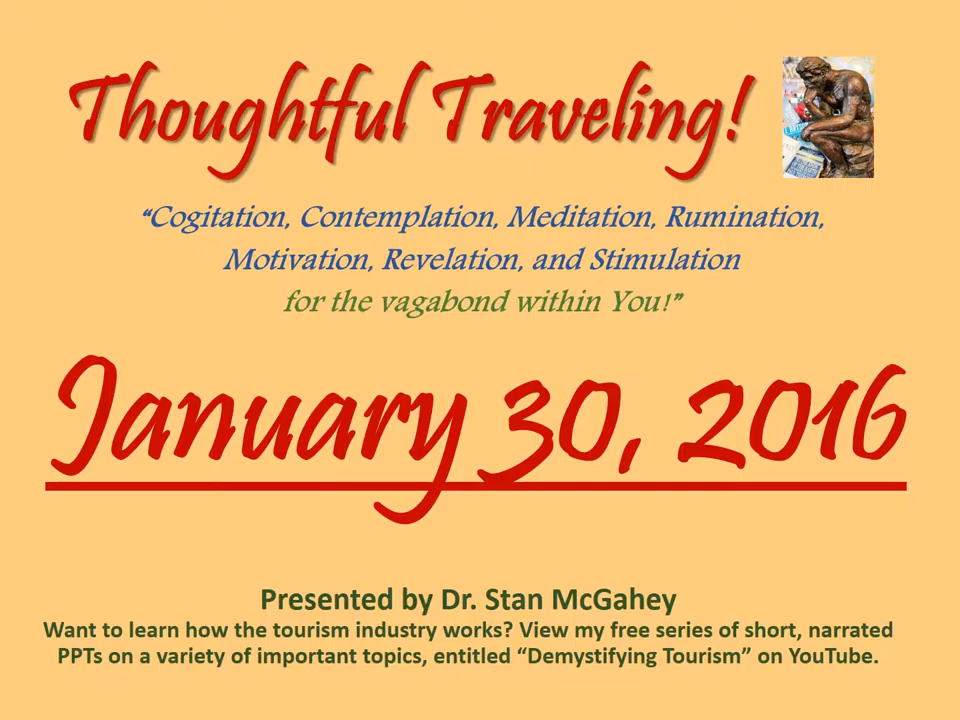 Thoughtful Traveling!
“Cogitation, Contemplation, Meditation, Rumination,
Motivation, Revelation, and Stimulation
for the vagabond within You!”
January 30, 2016
Presented by Dr. Stan McGahey
Want to learn how the tourism industry works? View my free series of short, narrated
PPTs on a variety of important topics, entitled “Demystifying Tourism” on YouTube.